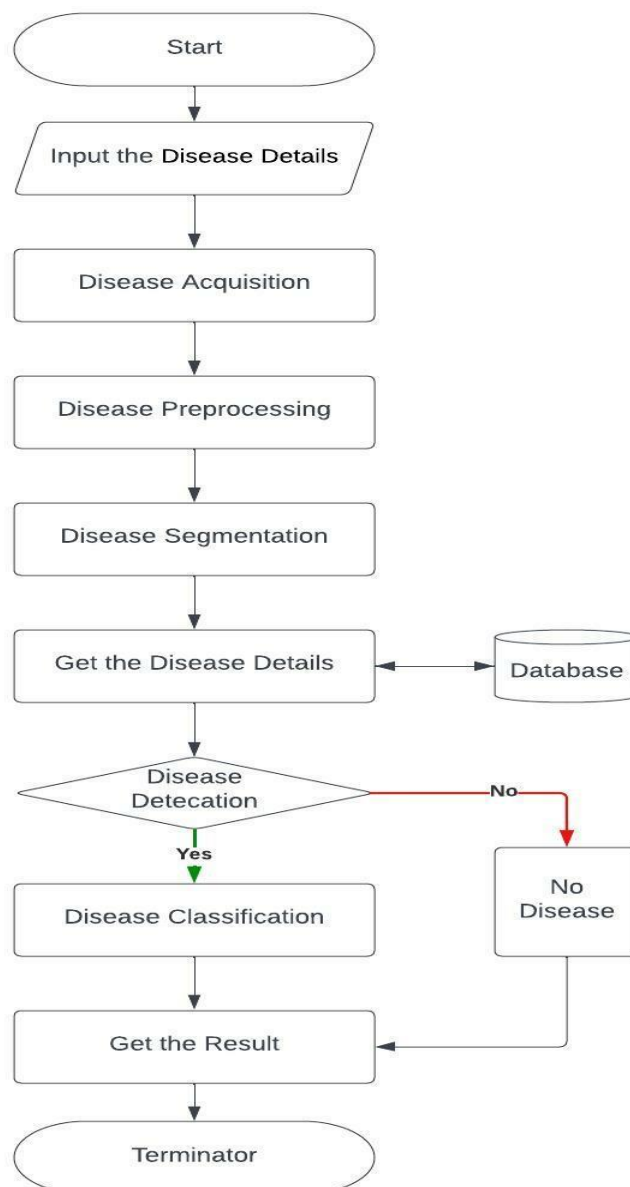 Start
Input the Disease Details
Disease Acquisition
Disease Preprocessing
Disease Segmentation
Get the Disease Details
Database
Disease
Detecation
No
Yes
No
Disease
Disease Classification
Get the Result
Terminator